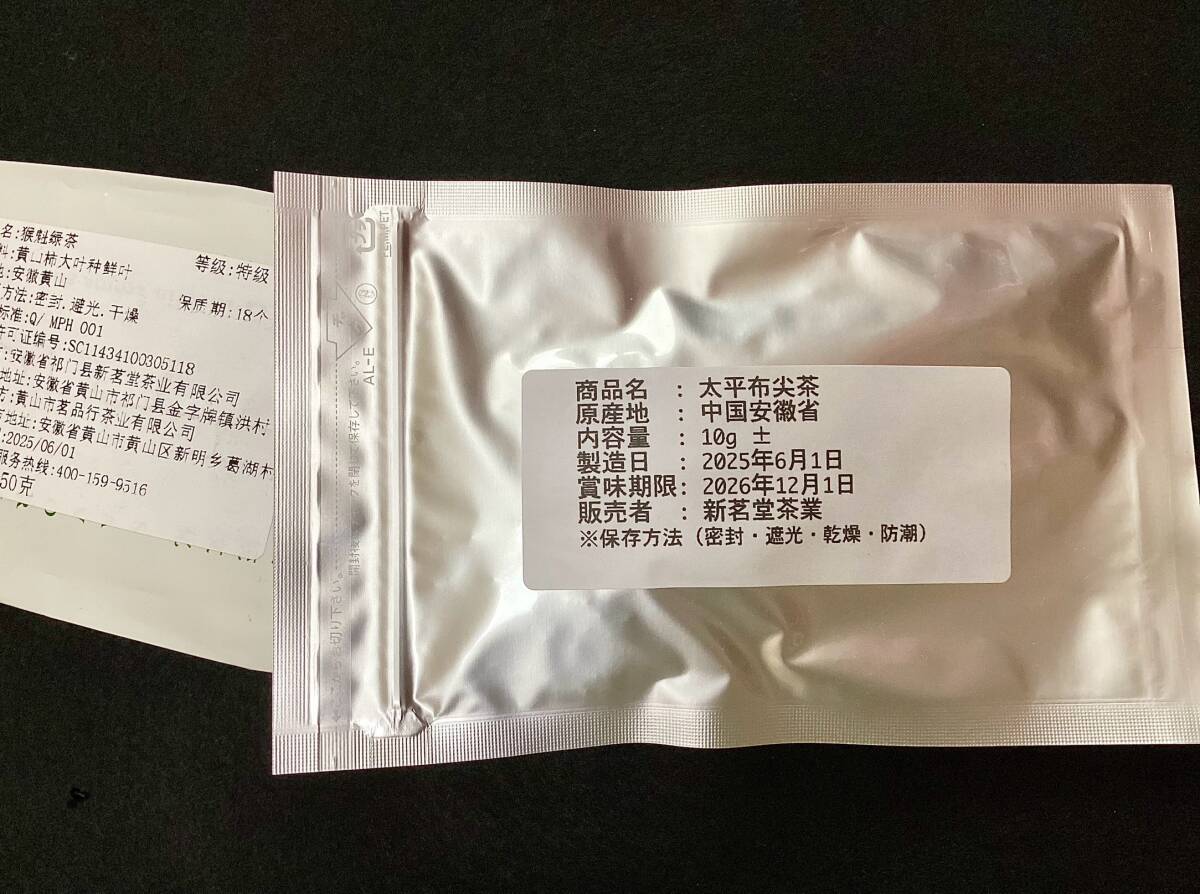 名:猴魁绿茶
料:黄山柿大叶种鲜叶
等级:特级
地:安徽黄山
方法:密封.避光.干燥
保质期:18个
标准:Q/ MPH 001
许可证编号:SC11434100305118
:安徽省祁门县新茗堂茶业有限公司
地址:安徽省黄山市祁门县金字牌镇洪村
方:黄山市茗品行茶业有限公司
地址:安徽省黄山市黄山区新明乡葛湖村
:2025/06/01
服务热线:400-159-9516
50克
AL-E
商品名 : 太平布尖茶
原産地 : 中国安徽省
内容量 : 10g ±
製造日 : 2025年6月1日
賞味期限: 2026年12月1日
販売者 : 新茗堂茶業
※保存方法(密封・遮光・乾燥・防潮)